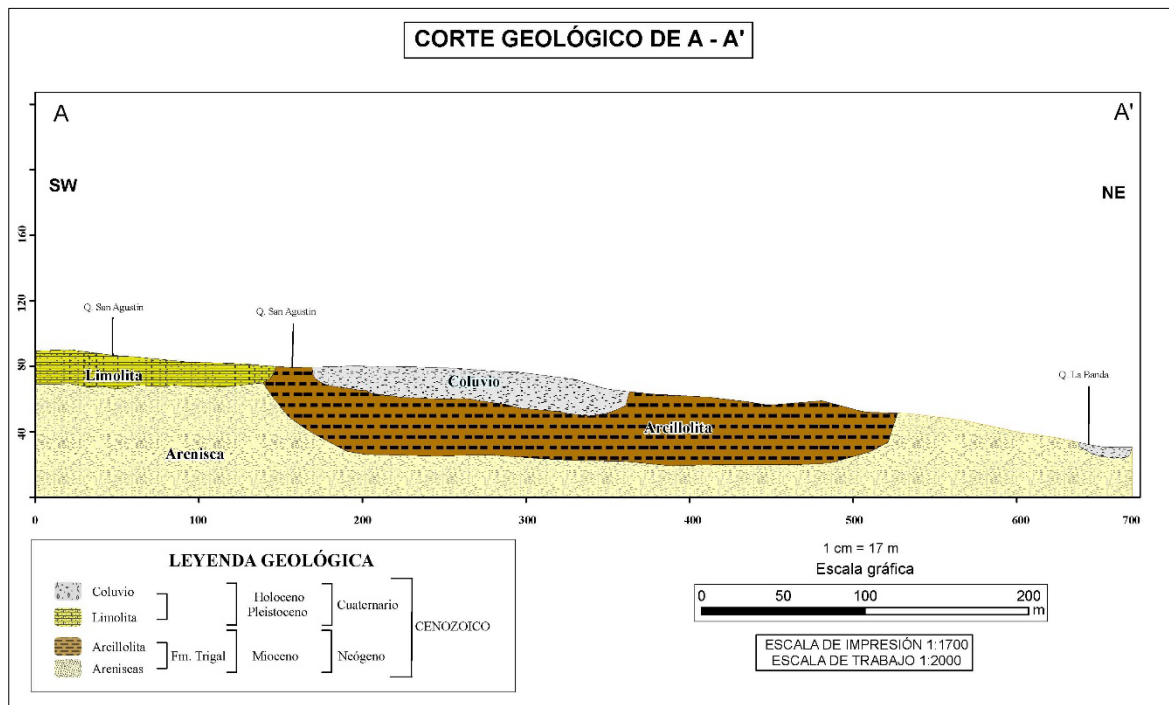 CORTE GEOLÓGICO DE A - A'
A
A'
SW
NE
160
120
80
40
Q. San Agustín
Q. San Agustín
Q. La Banda
Limolita
Coluvio
Arcillolita
Arenisca
0 100 200 300 400 500 600 700
LEYENDA GEOLÓGICA
Coluvio
Limolita
Arcillolita
Areniscas
Fm. Trigal
Holoceno
Pleistoceno
Mioceno
Cuaternario
Neógeno
CENOZOICO
1 cm = 17 m
Escala gráfica
0 50 100 200
m
ESCALA DE IMPRESIÓN 1:1700
ESCALA DE TRABAJO 1:2000